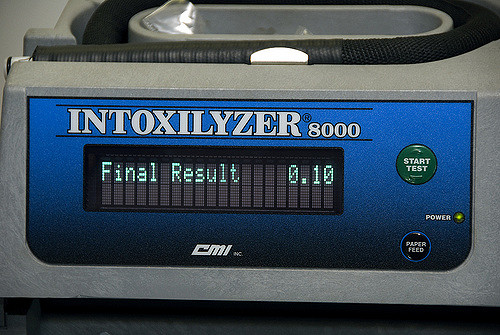 INTOXILYZER® 8000
Final Result 0.10
START
TEST
POWER
CMI INC.
PAPER
FEED